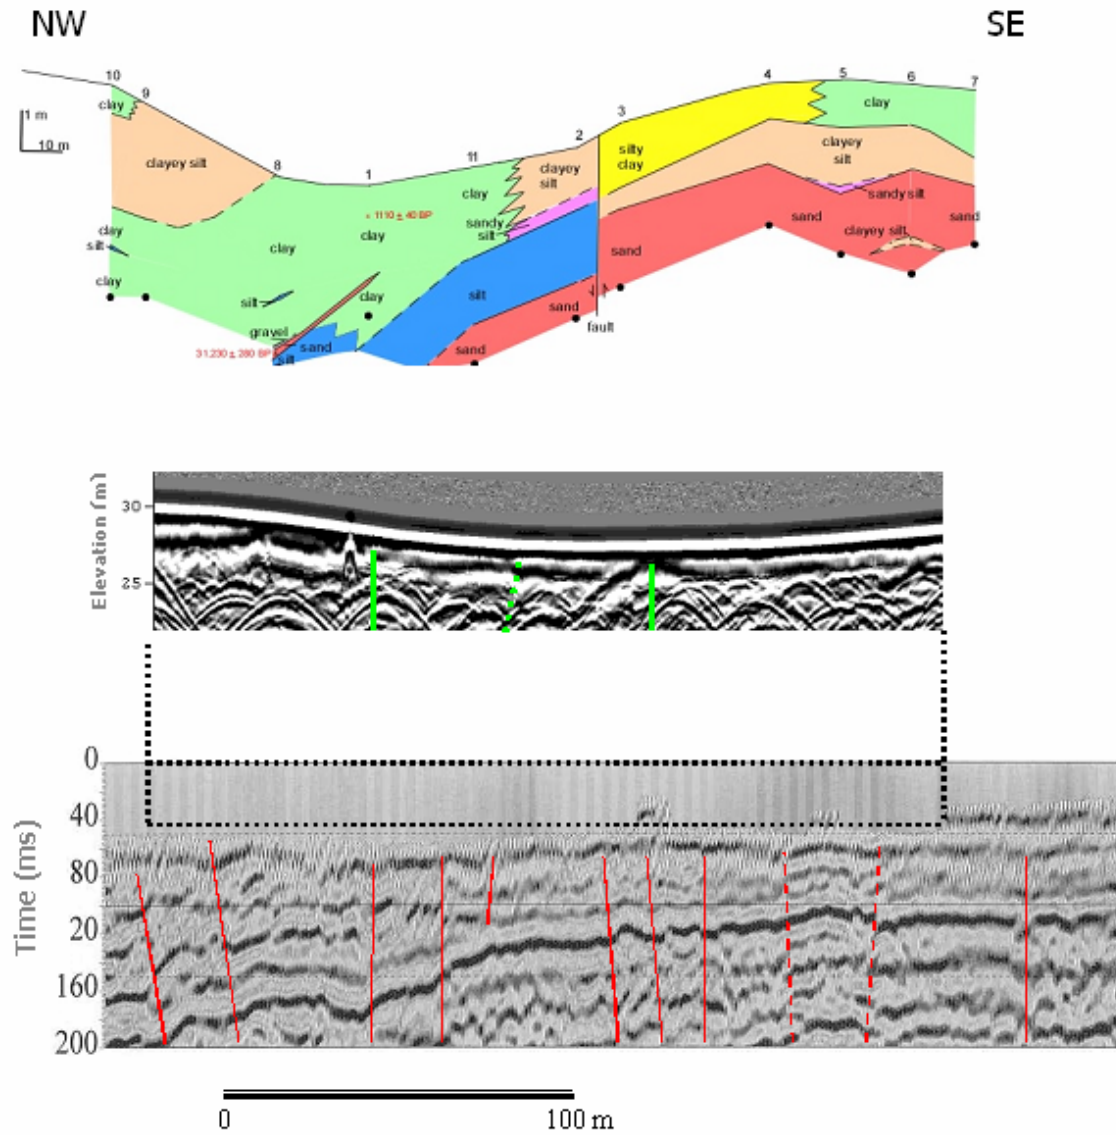 NW
SE
10
9
8
1
11
2
3
4
5
6
7
1 m
10 m
clay
clayey silt
clay
silt
clay
clay
silt
gravel
31.230 ± 280 BP
silt
sand
× 1110 ± 40 BP
clay
clay
clay
sandy
silt
clayey
silt
silt
sand
sand
fault
silty
clay
sand
clayey
silt
clay
sandy silt
sand
clayey silt
sand
Elevation (m)
30
25
Time (ms)
0
40
80
20
160
200
0 100 m